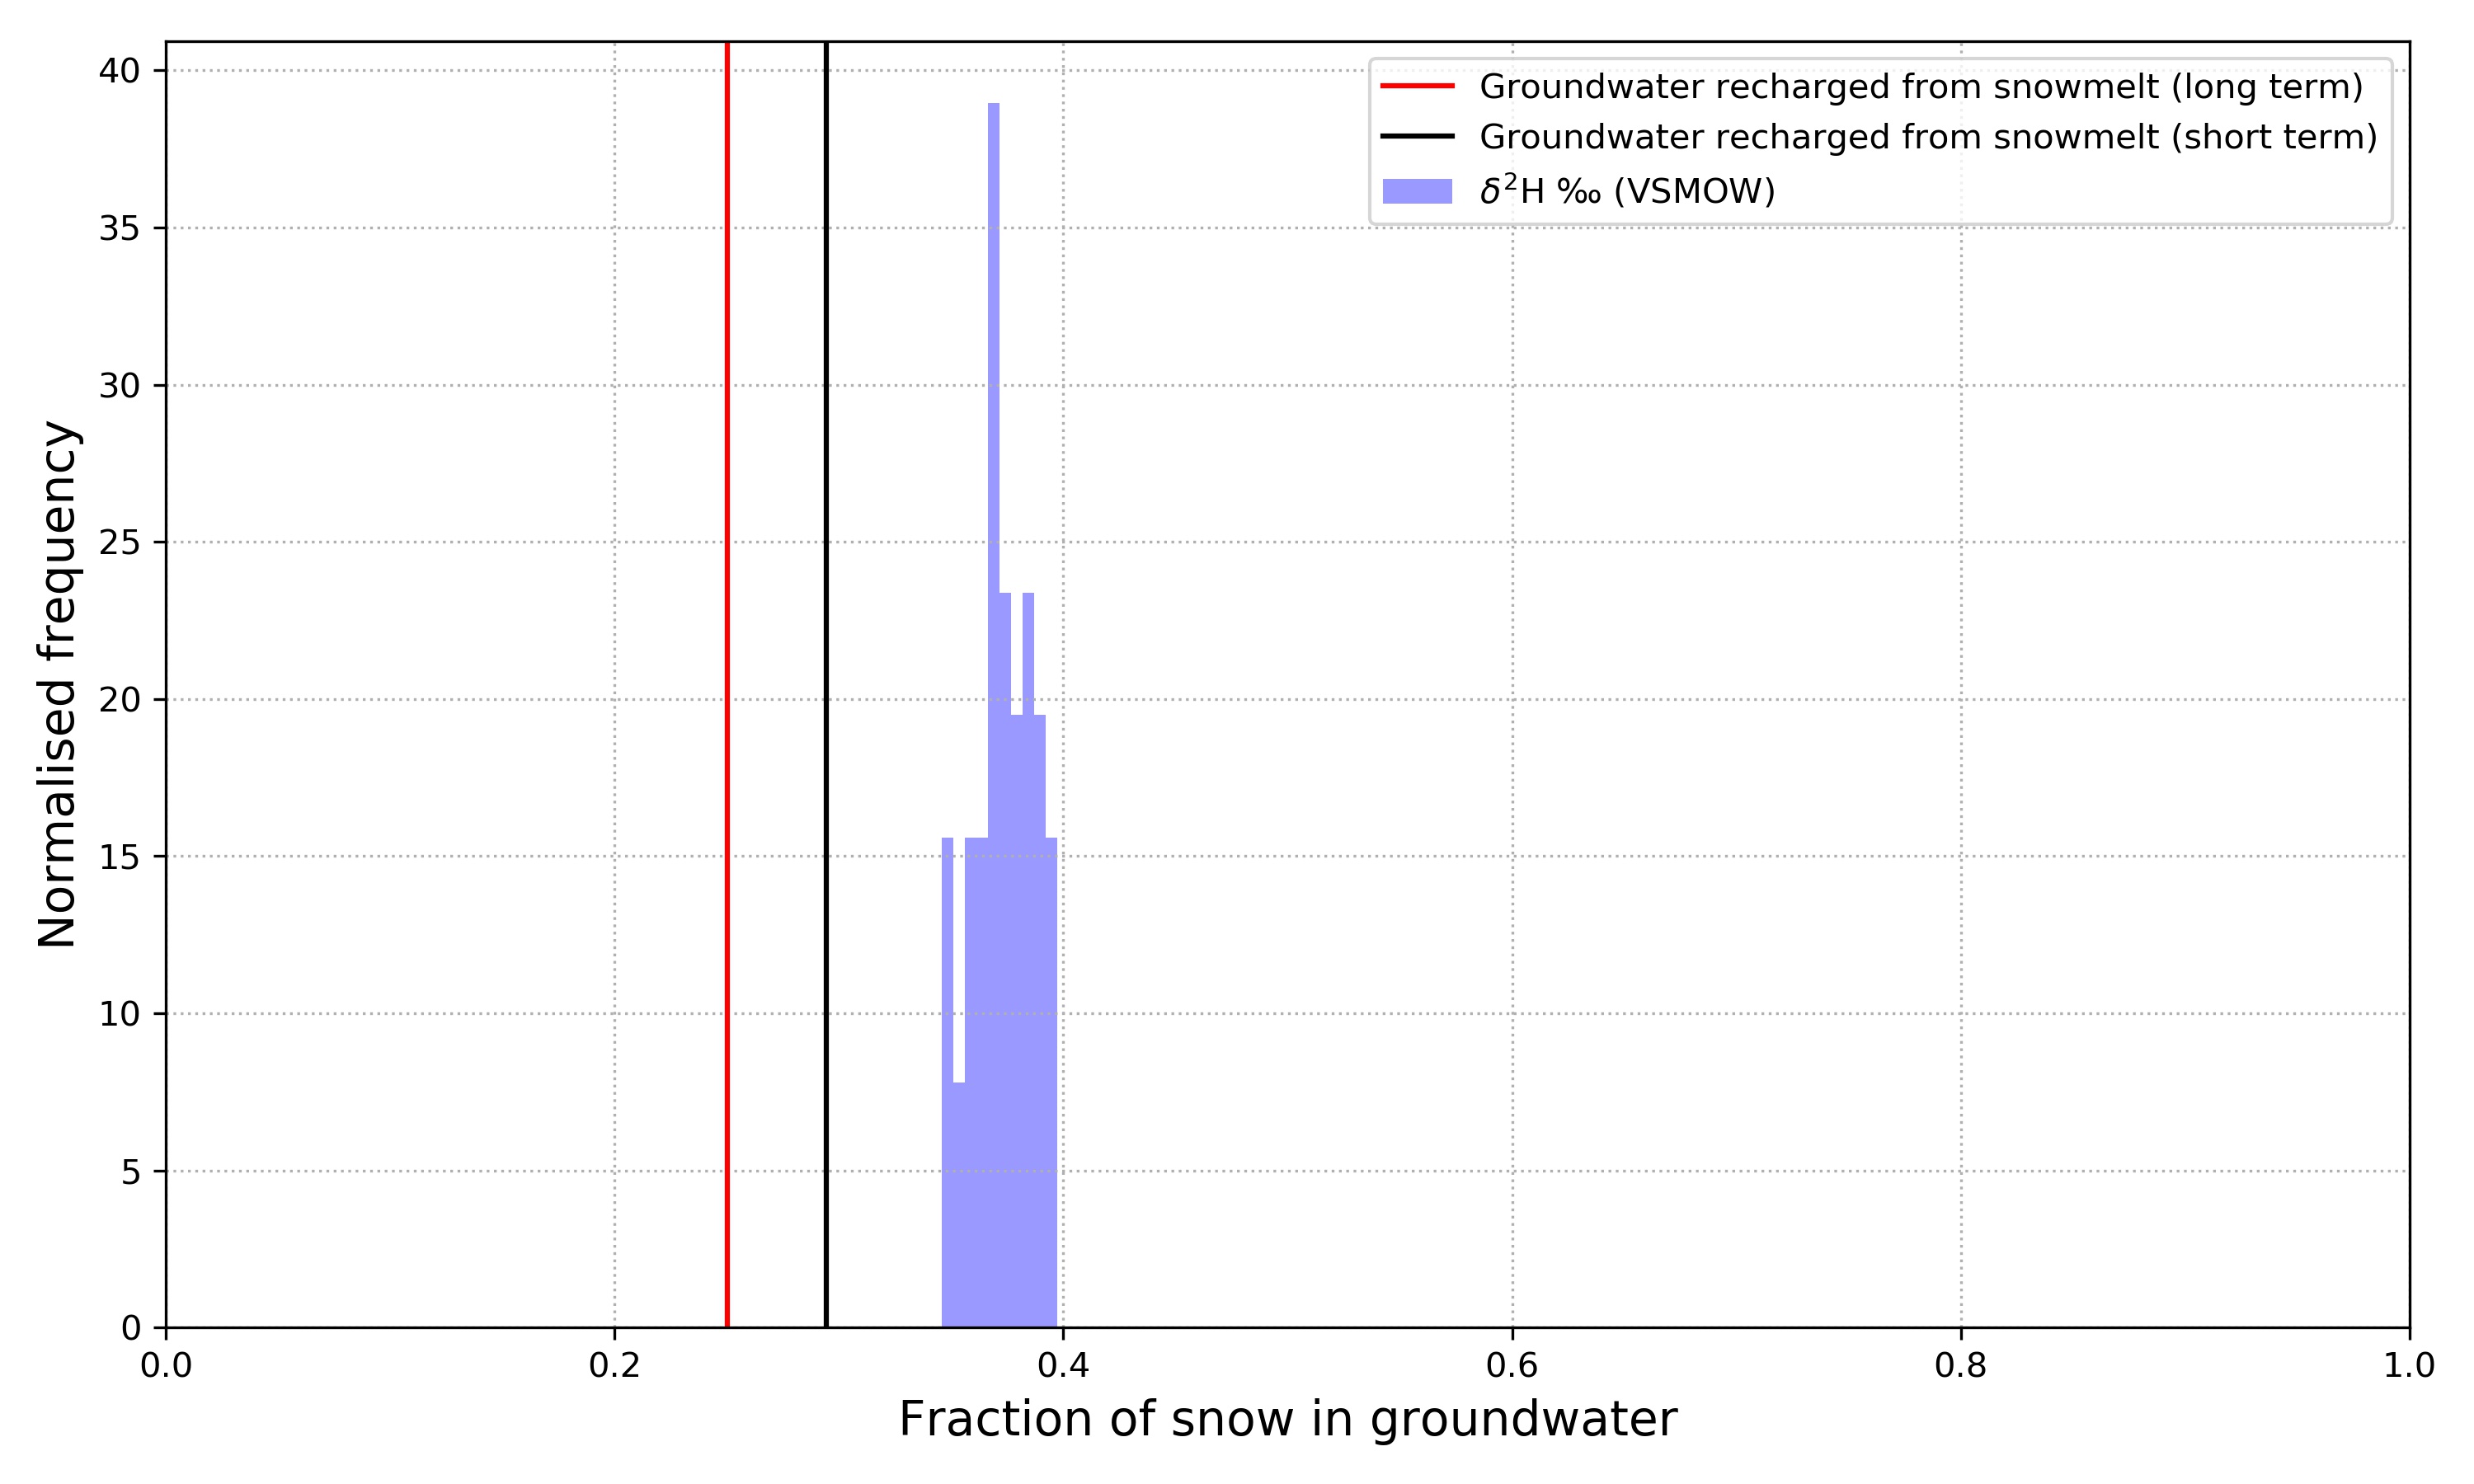 Groundwater recharged from snowmelt (long term)
Groundwater recharged from snowmelt (short term)
δ²H ‰ (VSMOW)
Normalised frequency
40
35
30
25
20
15
10
5
0
0.0 0.2 0.4 0.6 0.8 1.0
Fraction of snow in groundwater